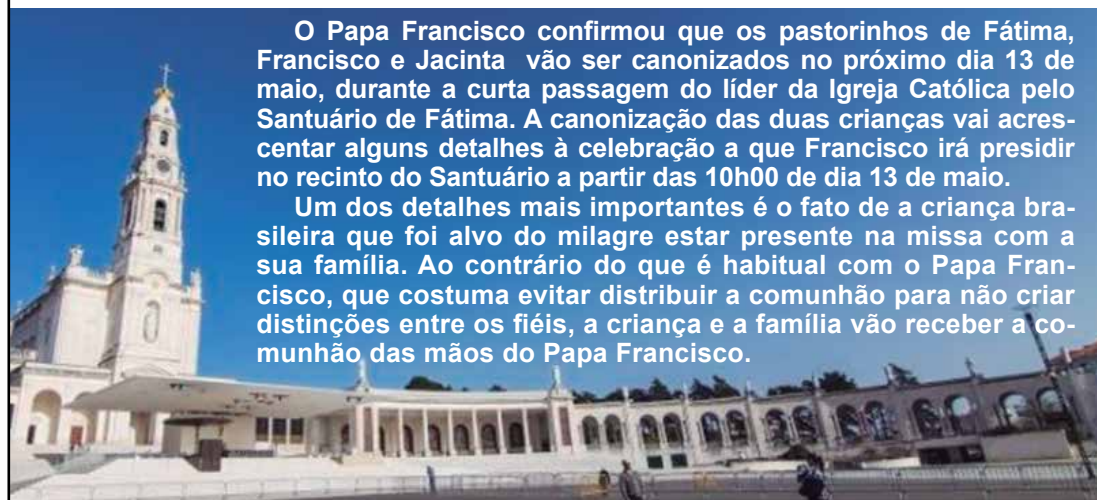 O Papa Francisco confirmou que os pastorinhos de Fátima,
Francisco e Jacinta vão ser canonizados no próximo dia 13 de
maio, durante a curta passagem do líder da Igreja Católica pelo
Santuário de Fátima. A canonização das duas crianças vai acres-
centar alguns detalhes à celebração a que Francisco irá presidir
no recinto do Santuário a partir das 10h00 de dia 13 de maio.
Um dos detalhes mais importantes é o fato de a criança bra-
sileira que foi alvo do milagre estar presente na missa com a
sua família. Ao contrário do que é habitual com o Papa Fran-
cisco, que costuma evitar distribuir a comunhão para não criar
distinções entre os fiéis, a criança e a família vão receber a co-
munhão das mãos do Papa Francisco.